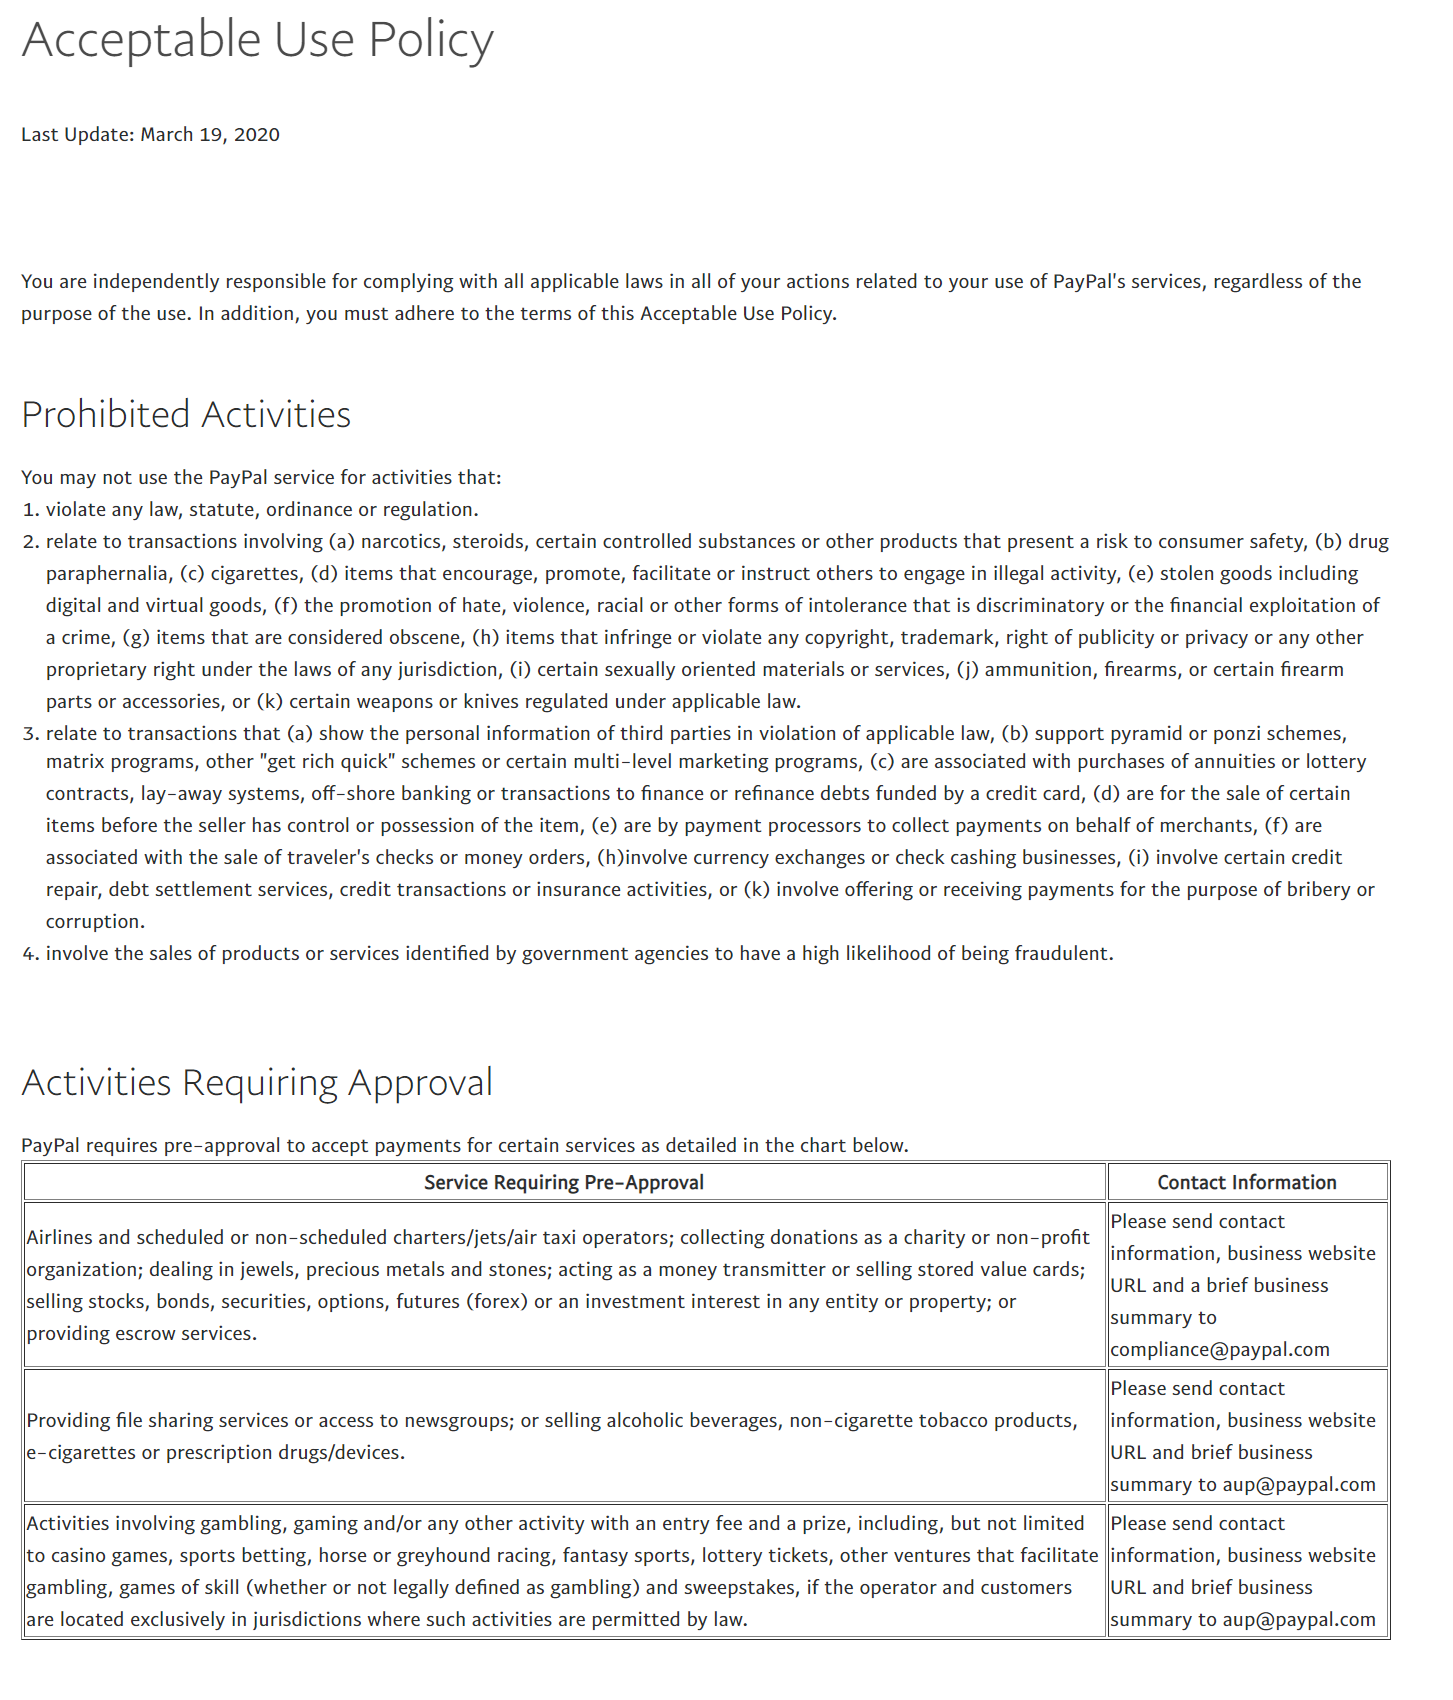 Acceptable Use Policy
Last Update: March 19, 2020
You are independently responsible for complying with all applicable laws in all of your actions related to your use of PayPal's services, regardless of the
purpose of the use. In addition, you must adhere to the terms of this Acceptable Use Policy.
Prohibited Activities
You may not use the PayPal service for activities that:
1. violate any law, statute, ordinance or regulation.
2. relate to transactions involving (a) narcotics, steroids, certain controlled substances or other products that present a risk to consumer safety, (b) drug
paraphernalia, (c) cigarettes, (d) items that encourage, promote, facilitate or instruct others to engage in illegal activity, (e) stolen goods including
digital and virtual goods, (f) the promotion of hate, violence, racial or other forms of intolerance that is discriminatory or the financial exploitation of
a crime, (g) items that are considered obscene, (h) items that infringe or violate any copyright, trademark, right of publicity or privacy or any other
proprietary right under the laws of any jurisdiction, (i) certain sexually oriented materials or services, (j) ammunition, firearms, or certain firearm
parts or accessories, or (k) certain weapons or knives regulated under applicable law.
3. relate to transactions that (a) show the personal information of third parties in violation of applicable law, (b) support pyramid or ponzi schemes,
matrix programs, other "get rich quick" schemes or certain multi-level marketing programs, (c) are associated with purchases of annuities or lottery
contracts, lay-away systems, off-shore banking or transactions to finance or refinance debts funded by a credit card, (d) are for the sale of certain
items before the seller has control or possession of the item, (e) are by payment processors to collect payments on behalf of merchants, (f) are
associated with the sale of traveler's checks or money orders, (h)involve currency exchanges or check cashing businesses, (i) involve certain credit
repair, debt settlement services, credit transactions or insurance activities, or (k) involve offering or receiving payments for the purpose of bribery or
corruption.
4. involve the sales of products or services identified by government agencies to have a high likelihood of being fraudulent.
Activities Requiring Approval
PayPal requires pre-approval to accept payments for certain services as detailed in the chart below.
Service Requiring Pre-Approval
Contact Information
Airlines and scheduled or non-scheduled charters/jets/air taxi operators; collecting donations as a charity or non-profit
organization; dealing in jewels, precious metals and stones; acting as a money transmitter or selling stored value cards;
selling stocks, bonds, securities, options, futures (forex) or an investment interest in any entity or property; or
providing escrow services.
Please send contact
information, business website
URL and a brief business
summary to
compliance@paypal.com
Providing file sharing services or access to newsgroups; or selling alcoholic beverages, non-cigarette tobacco products,
e-cigarettes or prescription drugs/devices.
Please send contact
information, business website
URL and brief business
summary to aup@paypal.com
Activities involving gambling, gaming and/or any other activity with an entry fee and a prize, including, but not limited
to casino games, sports betting, horse or greyhound racing, fantasy sports, lottery tickets, other ventures that facilitate
gambling, games of skill (whether or not legally defined as gambling) and sweepstakes, if the operator and customers
are located exclusively in jurisdictions where such activities are permitted by law.
Please send contact
information, business website
URL and brief business
summary to aup@paypal.com